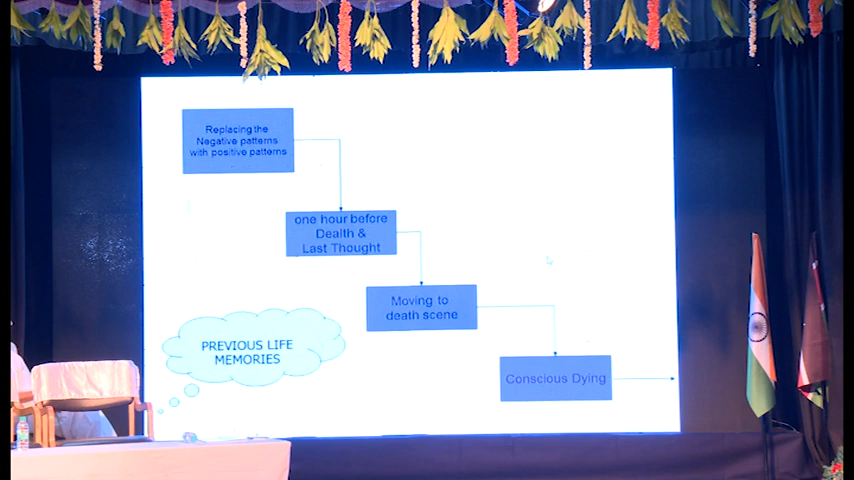 Replacing the
Negative patterns
with positive patterns
one hour before
Dealth &
Last Thought
Moving to
death scene
PREVIOUS LIFE
MEMORIES
Conscious Dying